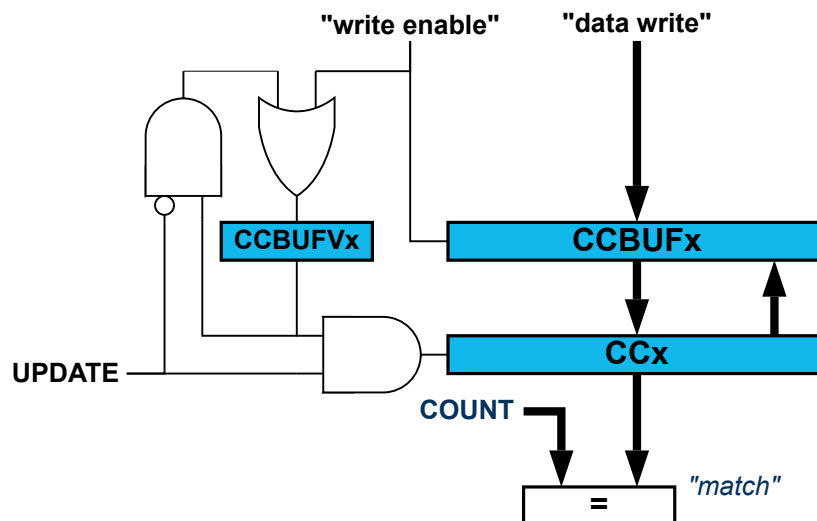 "write enable"
"data write"
CCBUFVx
CCBUFx
CCx
UPDATE
COUNT
"match"
=